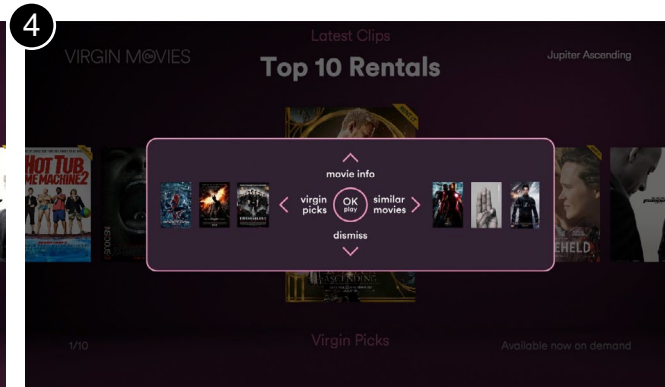 4
Latest Clips
VIRGIN MOVIES
Top 10 Rentals
Jupiter Ascending
HOT TUB
TIME MACHINE 2
movie info
virgin
picks
OK
play
similar
movies
dismiss
ASCENDING
1/10
Virgin Picks
Available now on demand